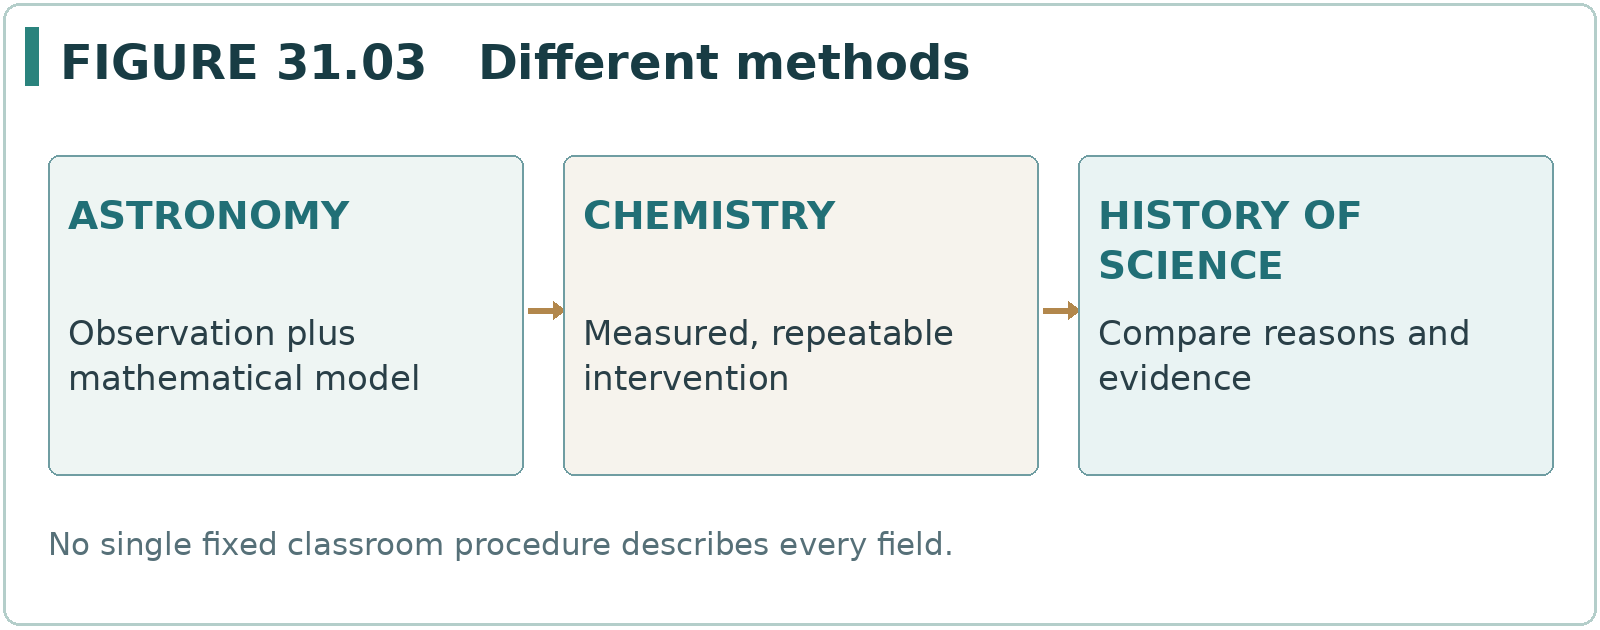 FIGURE 31.03 Different methods
ASTRONOMY
Observation plus
mathematical model
CHEMISTRY
Measured, repeatable
intervention
HISTORY OF
SCIENCE
Compare reasons and
evidence
No single fixed classroom procedure describes every field.